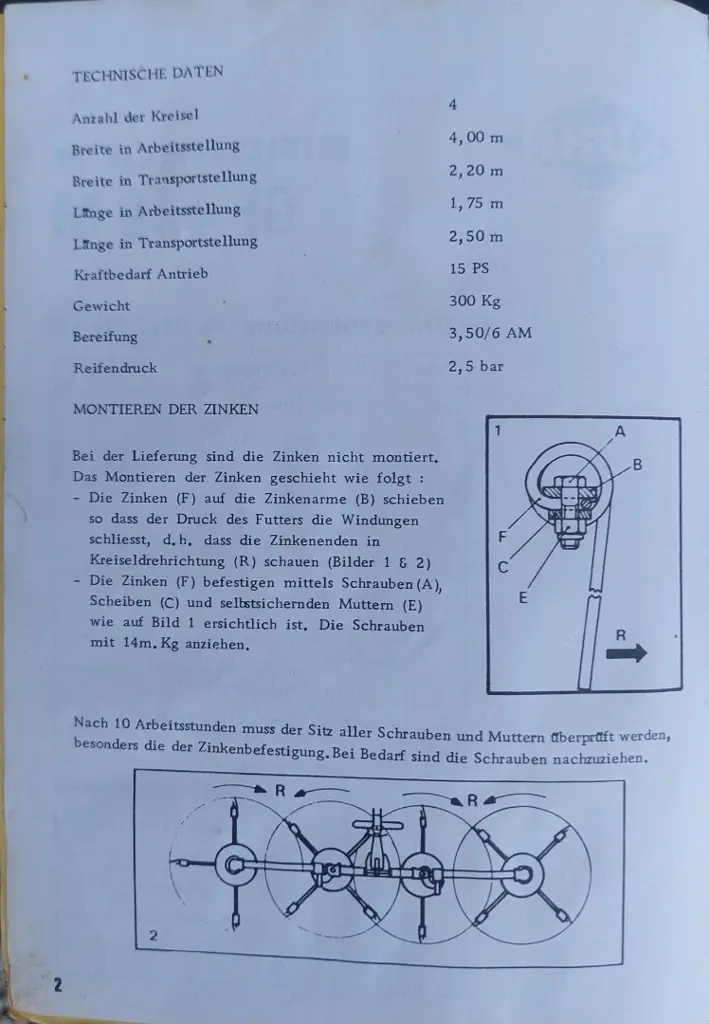 TECHNISCHE DATEN
Anzahl der Kreisel 4
Breite in Arbeitsstellung 4,00 m
Breite in Transportstellung 2,20 m
Länge in Arbeitsstellung 1,75 m
Länge in Transportstellung 2,50 m
Kraftbedarf Antrieb 15 PS
Gewicht 300 Kg
Bereifung 3,50/6 AM
Reifendruck 2,5 bar
MONTIEREN DER ZINKEN
Bei der Lieferung sind die Zinken nicht montiert.
Das Montieren der Zinken geschieht wie folgt :
- Die Zinken (F) auf die Zinkenarme (B) schieben
so dass der Druck des Futters die Windungen
schliesst, d.h. dass die Zinkenenden in
Kreiseldrehrichtung (R) schauen (Bilder 1 & 2)
- Die Zinken (F) befestigen mittels Schrauben (A),
Scheiben (C) und selbstsichernden Muttern (E)
wie auf Bild 1 ersichtlich ist. Die Schrauben
mit 14m.Kg anziehen.
1
A
B
F
C
E
R
Nach 10 Arbeitsstunden muss der Sitz aller Schrauben und Muttern überprüft werden,
besonders die der Zinkenbefestigung. Bei Bedarf sind die Schrauben nachzuziehen.
R
R
2
2